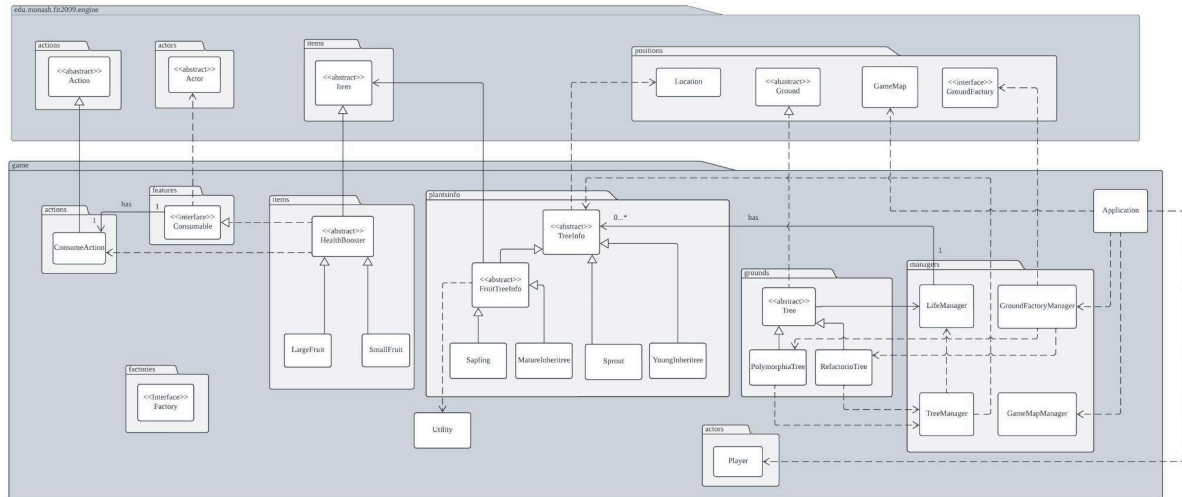 edu.monash.fit2099.engine
actions
<<abastract>>
Action
actors
<<abstract>>
Actor
items
<<abstract>>
Item
positions
Location
<<abastract>>
Ground
GameMap
<<interface>>
GroundFactory
game
actions
ConsumeAction
has
1
1
features
<<interface>>
Consumable
items
<<abstract>>
HealthBooster
LargeFruit
SmallFruit
plantsinfo
<<abstract>>
TreeInfo
0...*
has
1
<<abstract>>
FruitTreeInfo
Sapling
MatureInheritree
Sprout
YoungInheritree
Application
grounds
<<abstract>>
Tree
PolymorphiaTree
RefactorioTree
managers
LifeManager
GroundFactoryManager
TreeManager
GameMapManager
factories
<<Interface>>
Factory
Utility
actors
Player